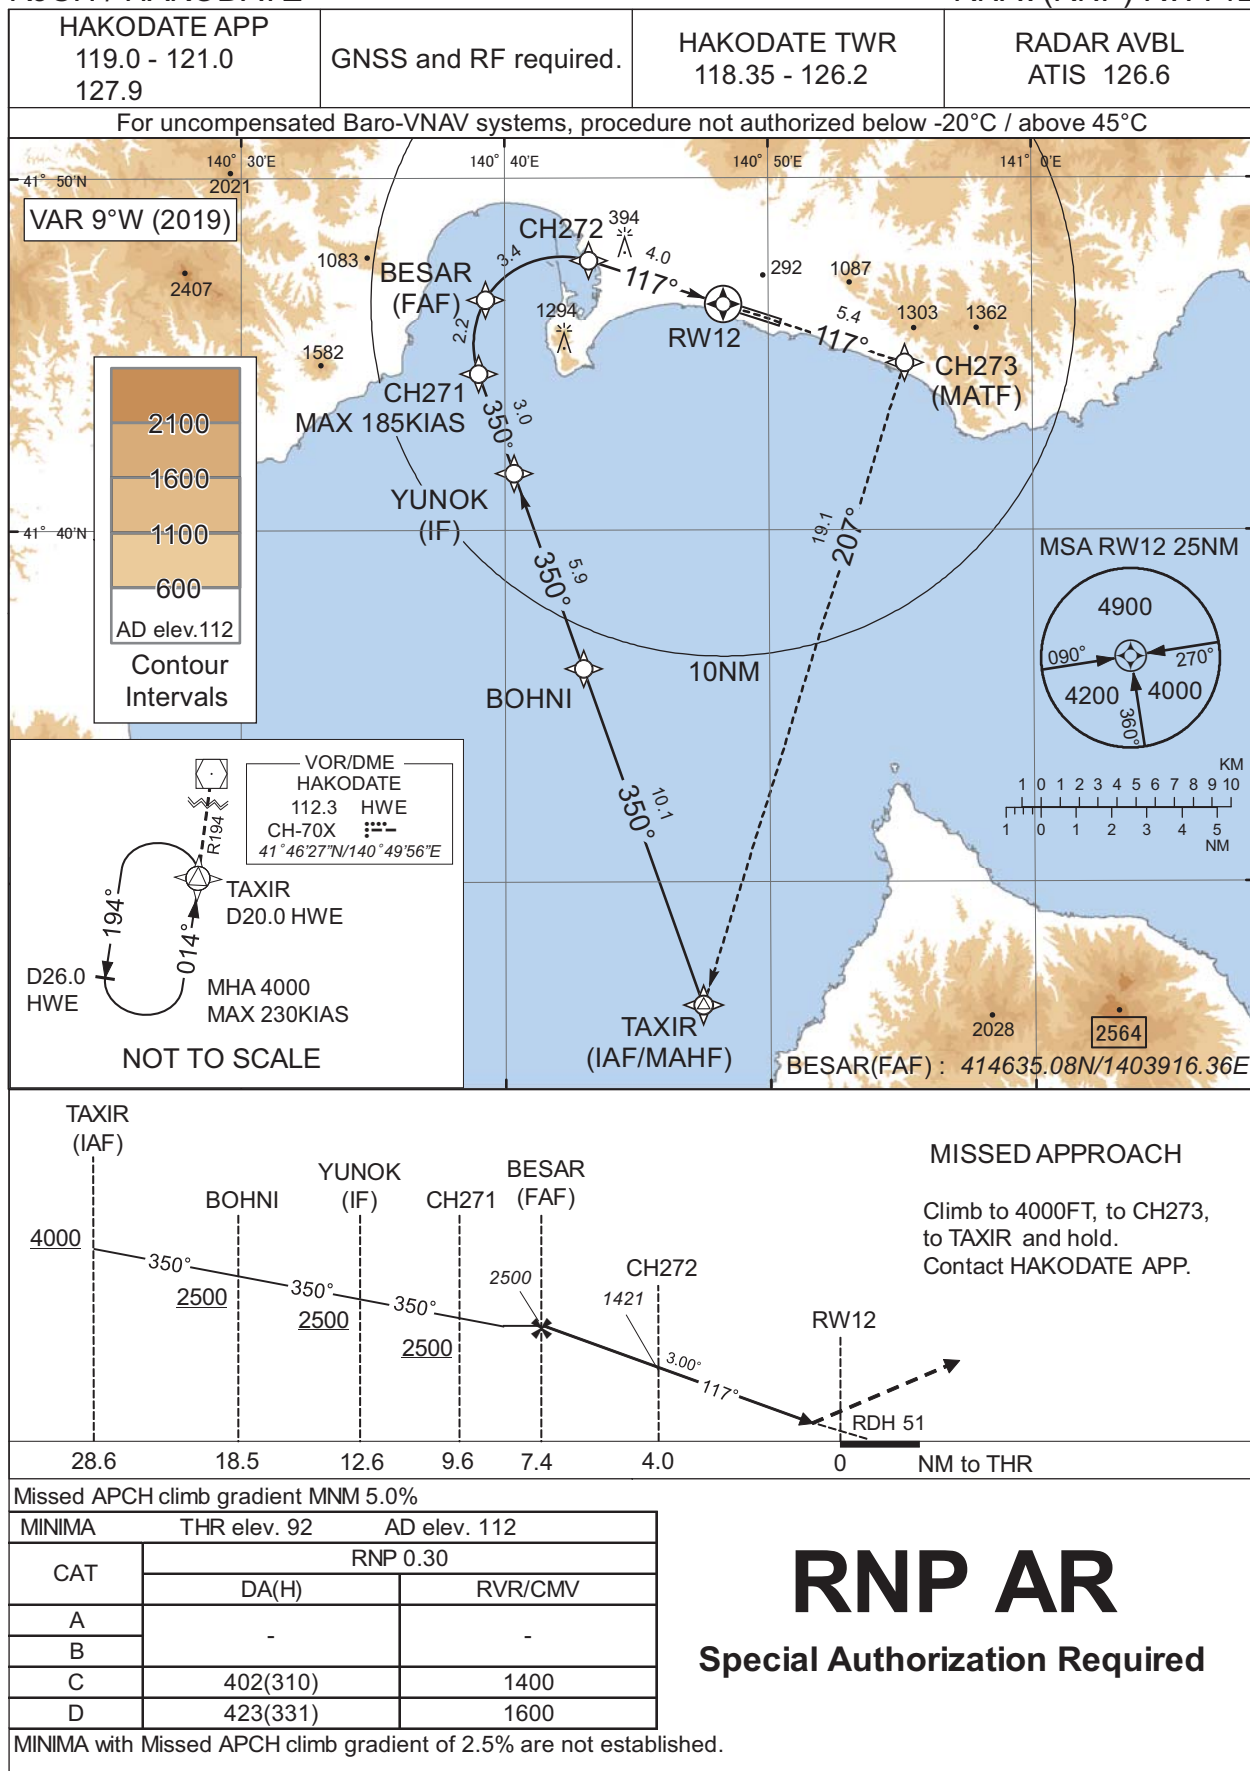 HAKODATE APP
119.0 - 121.0
127.9
GNSS and RF required.
HAKODATE TWR
118.35 - 126.2
RADAR AVBL
ATIS 126.6
For uncompensated Baro-VNAV systems, procedure not authorized below -20°C / above 45°C
140° 30'E
140° 40'E
140° 50'E
141° 0'E
41° 50'N
2021
VAR 9°W (2019)
394
CH272
4.0
3.4
1083
BESAR
(FAF)
117°
292
1087
2407
1294
5.4
1303
1362
RW12
2.2
117°
1582
CH271
MAX 185KIAS
CH273
(MATF)
350°
3.0
2100
1600
1100
600
AD elev.112
Contour
Intervals
YUNOK
(IF)
41° 40'N
19.1
207°
350°
5.9
MSA RW12 25NM
4900
090°
270°
4200
4000
360°
10NM
BOHNI
350°
10.1
KM
1 0 1 2 3 4 5 6 7 8 9 10
1 0 1 2 3 4 5
NM
VOR/DME
HAKODATE
112.3 HWE
CH-70X
41°46'27"N/140°49'56"E
R194
TAXIR
D20.0 HWE
194°
014°
D26.0
HWE
MHA 4000
MAX 230KIAS
NOT TO SCALE
TAXIR
(IAF/MAHF)
2028
2564
BESAR(FAF) : 414635.08N/1403916.36E
TAXIR
(IAF)
BOHNI
YUNOK
(IF)
CH271
BESAR
(FAF)
CH272
RW12
MISSED APPROACH
Climb to 4000FT, to CH273,
to TAXIR and hold.
Contact HAKODATE APP.
4000
350°
2500
350°
2500
350°
2500
2500
1421
3.00°
117°
RDH 51
28.6
18.5
12.6
9.6
7.4
4.0
0
NM to THR
Missed APCH climb gradient MNM 5.0%
MINIMA THR elev. 92 AD elev. 112
CAT
RNP 0.30
DA(H) RVR/CMV
A
B
- -
C 402(310) 1400
D 423(331) 1600
MINIMA with Missed APCH climb gradient of 2.5% are not established.
RNP AR
Special Authorization Required